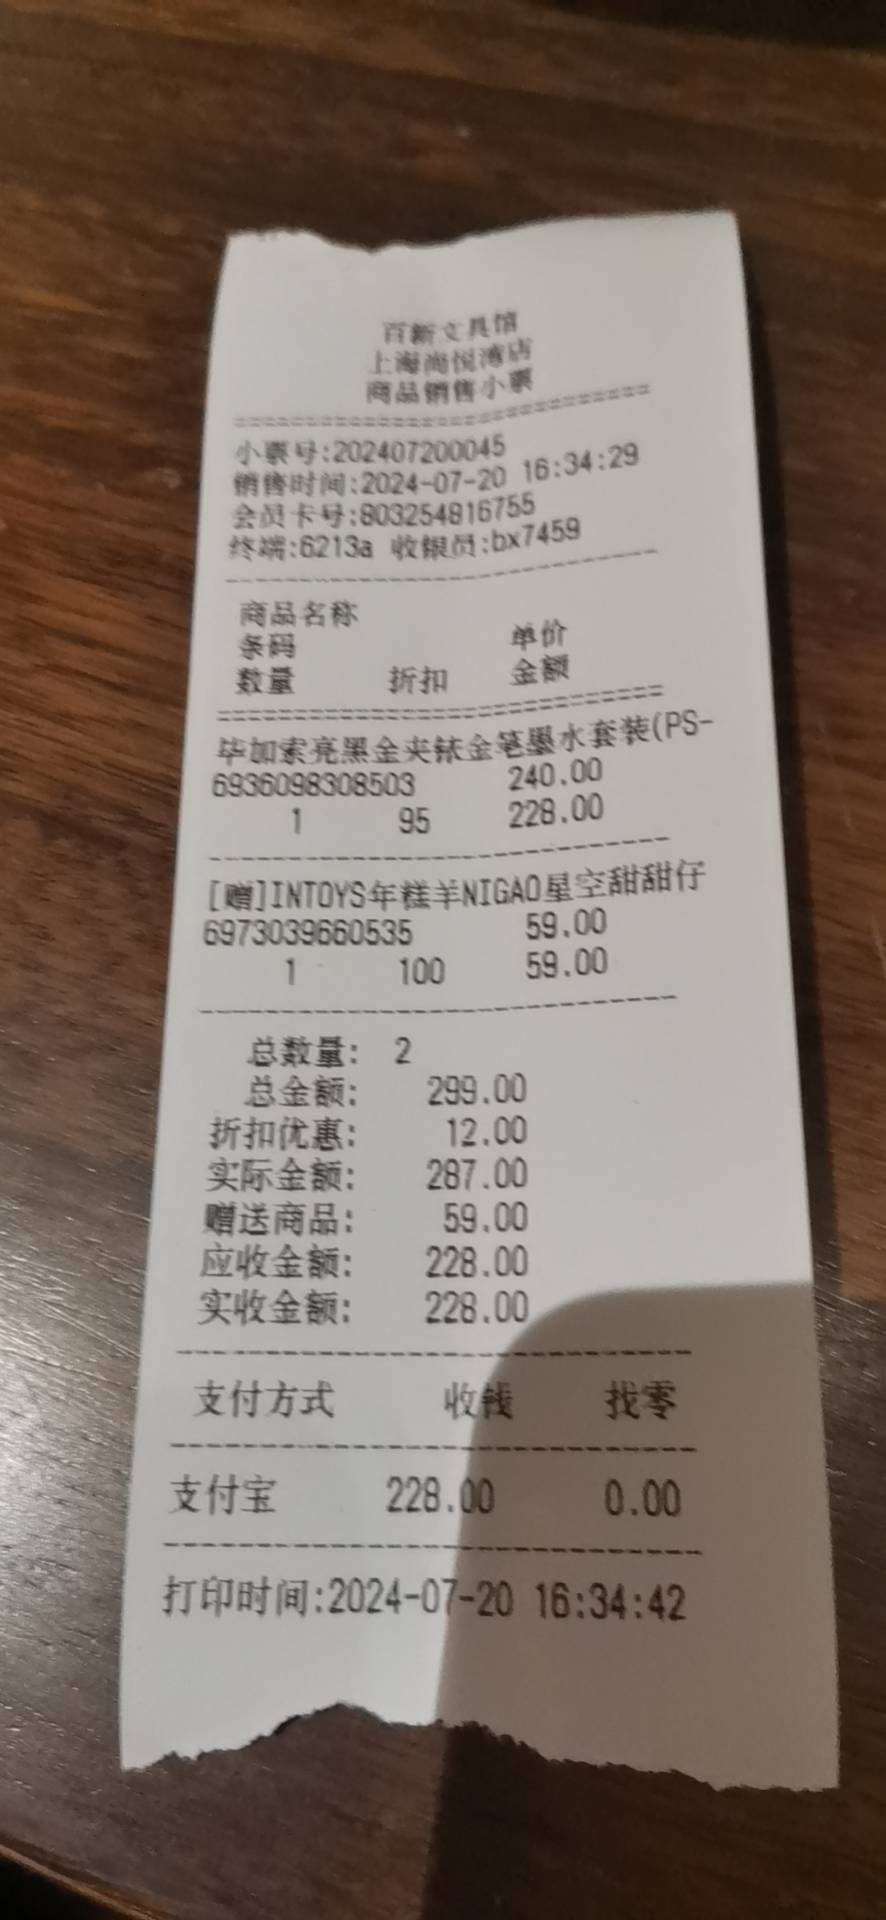 百新文具馆
上海尚悦湾店
商品销售小票
小票号:202407200045
销售时间:2024-07-20 16:34:29
会员卡号:803254816755
终端:6213a 收银员:bx7459
商品名称
条码 单价
数量 折扣 金额
毕加索亮黑金夹铱金笔墨水套装(PS-
6936098308503 240.00
1 95 228.00
[赠]INTOYS年糕羊NIGAO星空甜甜仔
6973039660535 59.00
1 100 59.00
总数量: 2
总金额: 299.00
折扣优惠: 12.00
实际金额: 287.00
赠送商品: 59.00
应收金额: 228.00
实收金额: 228.00
支付方式 收钱 找零
支付宝 228.00 0.00
打印时间:2024-07-20 16:34:42